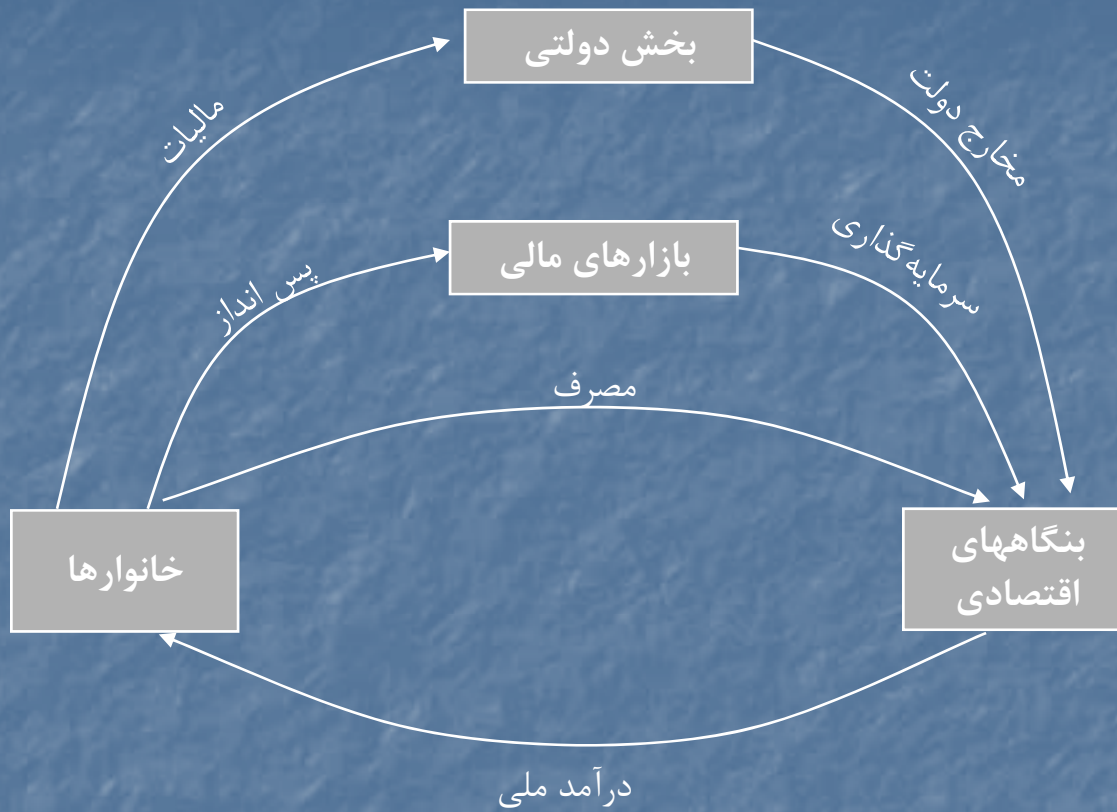 بخش دولتی
مالیات
مخارج دولت
بازارهای مالی
سرمایه‌گذاری
پس انداز
مصرف
خانوارها
بنگاههای
اقتصادی
درآمد ملی